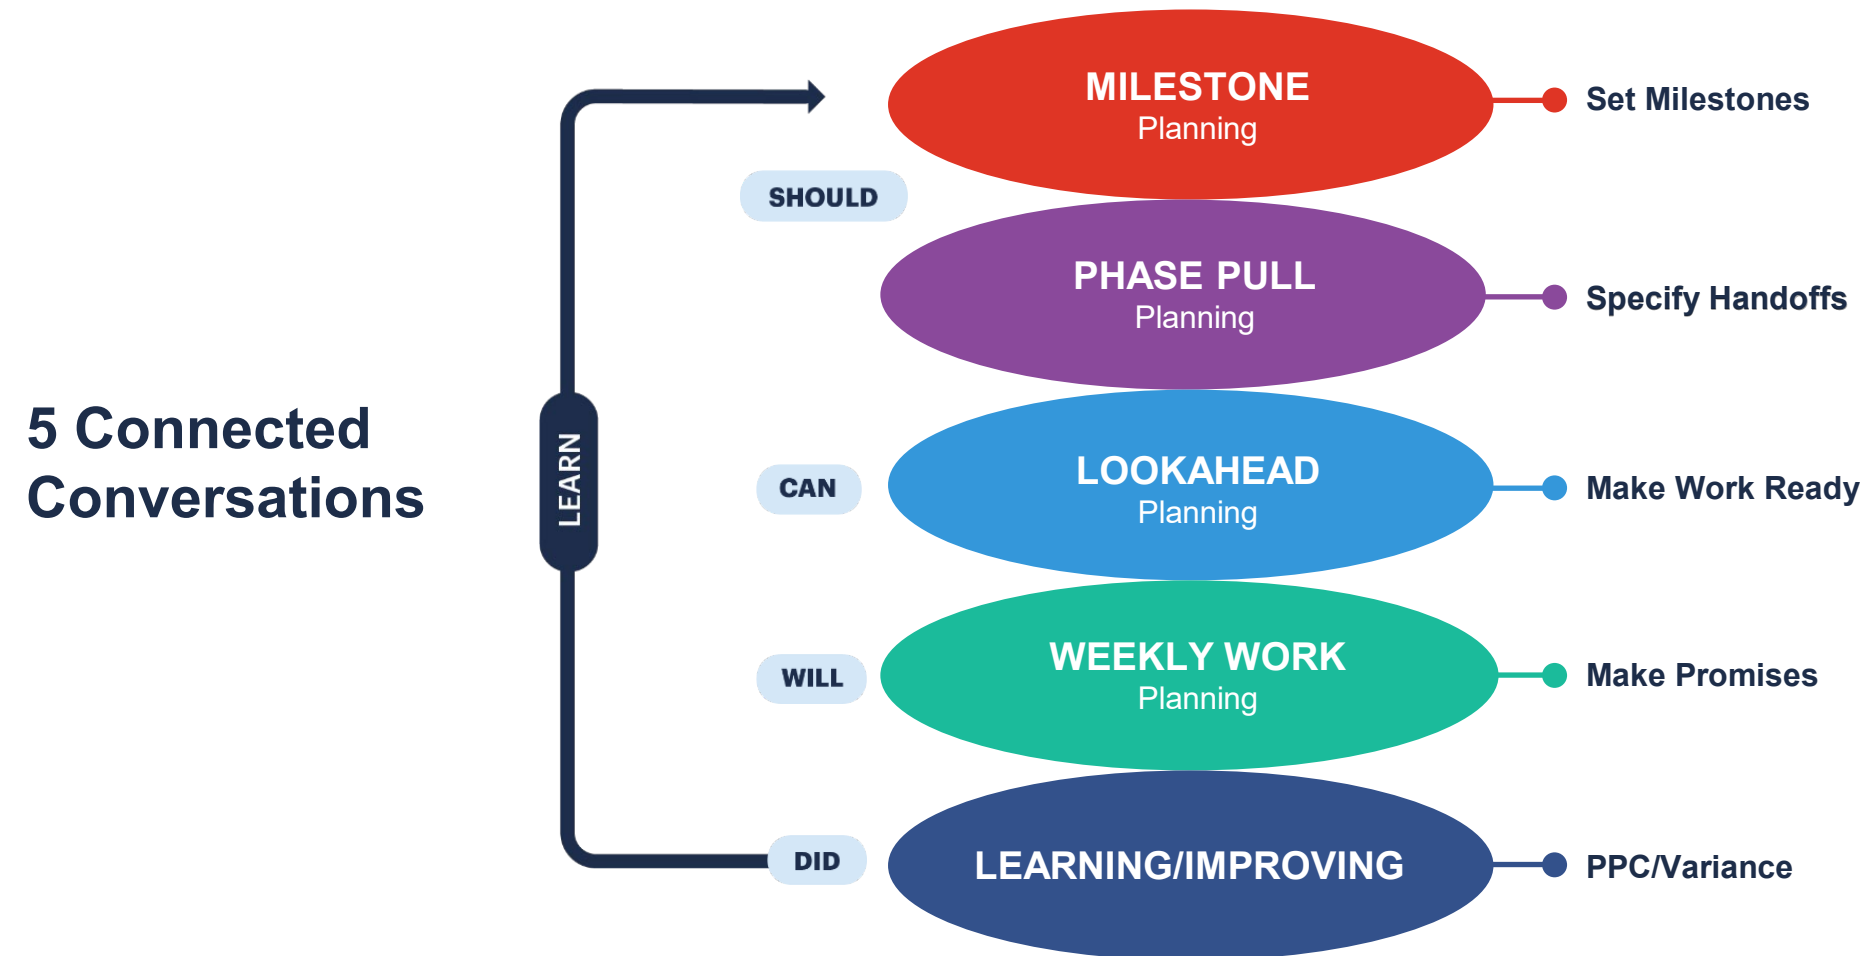 5 Connected
Conversations
LEARN
SHOULD
CAN
WILL
DID
MILESTONE
Planning
Set Milestones
PHASE PULL
Planning
Specify Handoffs
LOOKAHEAD
Planning
Make Work Ready
WEEKLY WORK
Planning
Make Promises
LEARNING/IMPROVING
PPC/Variance